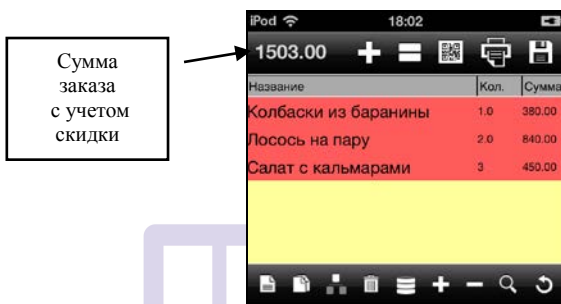 Сумма
заказа
с учетом
скидки
iPod 18:02
1503.00
Название Кол. Сумма
Колбаски из баранины 1.0 380.00
Лосось на пару 2.0 840.00
Салат с кальмарами 3 450.00